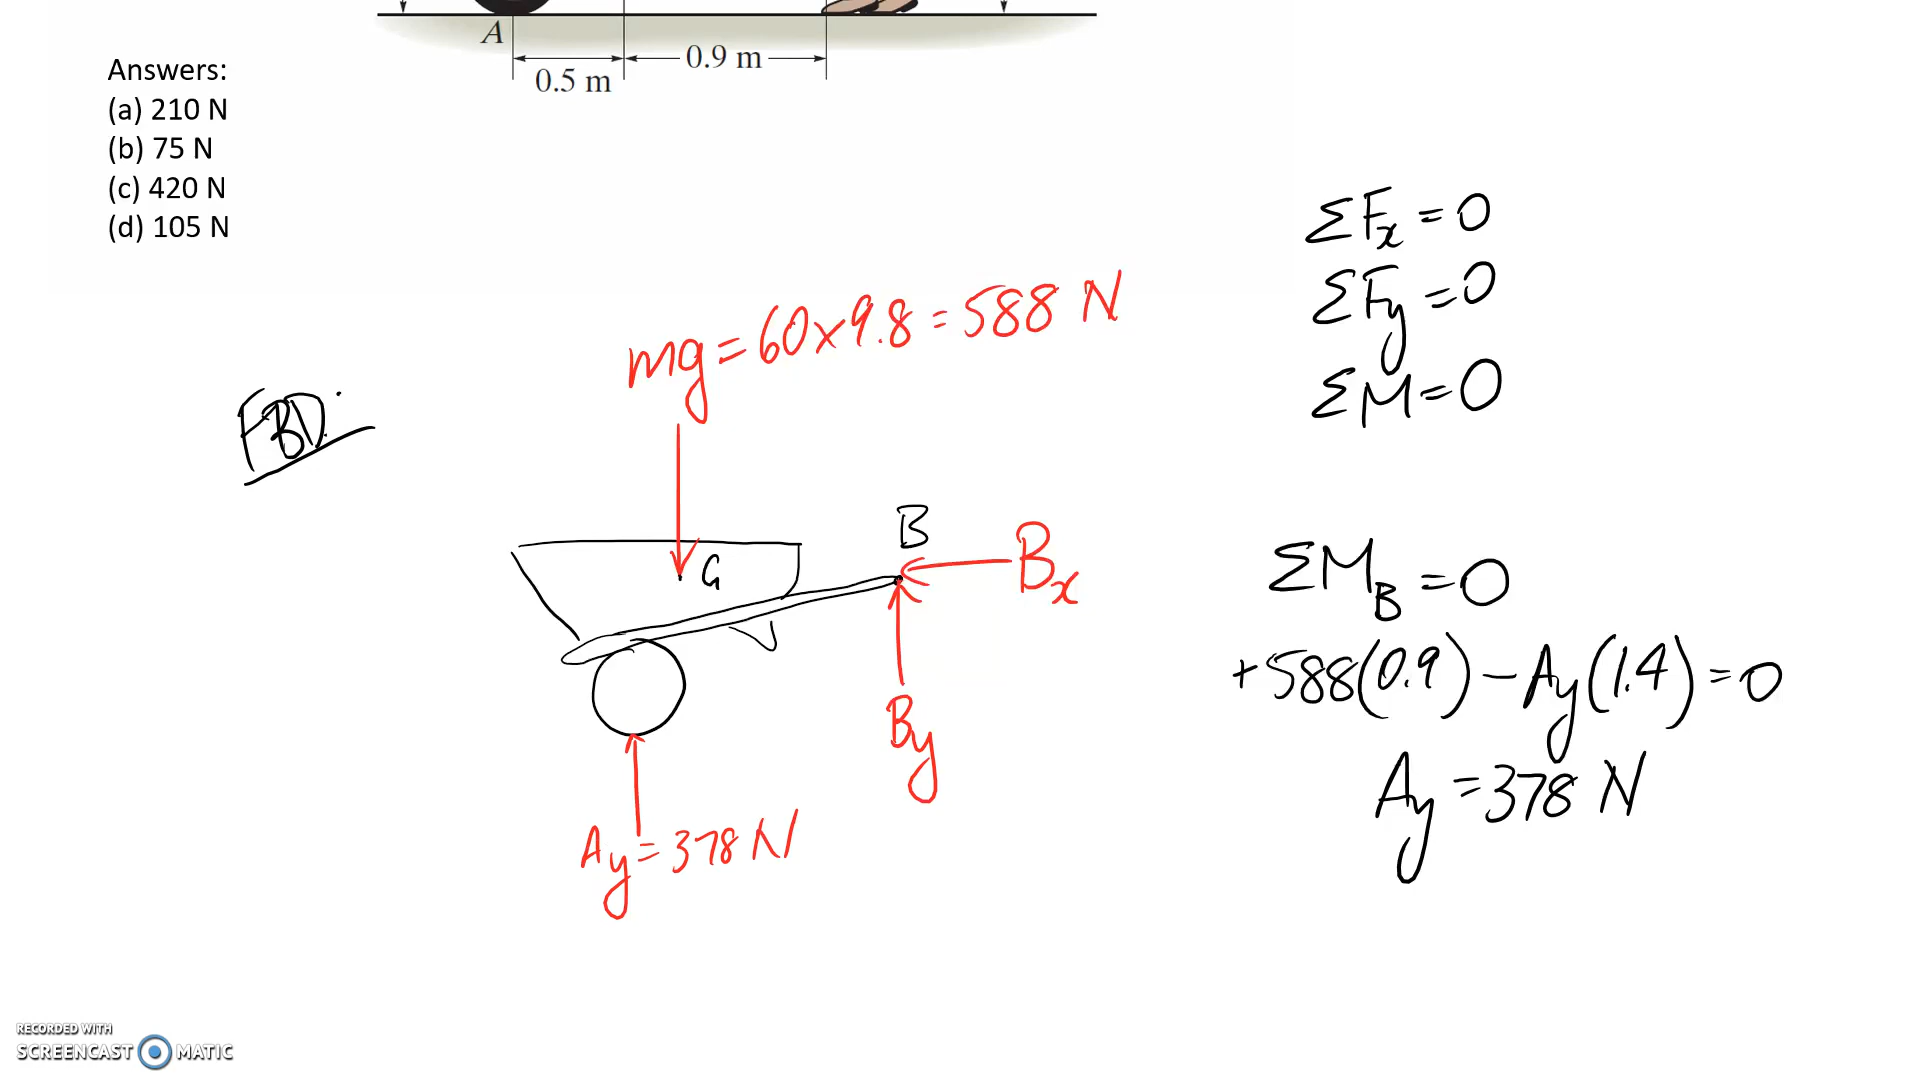 A
0.5 m
0.9 m
Answers:
(a) 210 N
(b) 75 N
(c) 420 N
(d) 105 N
FBD:
mg = 60×9.8 = 588 N
G
B
Bx
By
Ay = 378 N
ΣFx = 0
ΣFy = 0
ΣM = 0
ΣMB = 0
+588(0.9) − Ay(1.4) = 0
Ay = 378 N
RECORDED WITH
SCREENCAST MATIC